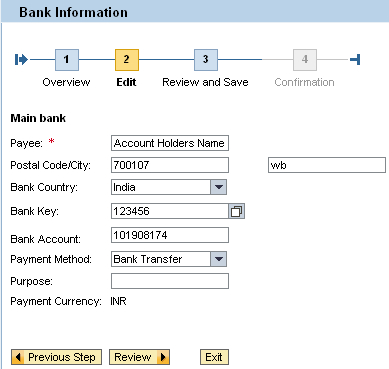 Bank Information
1 2 3 4
Overview Edit Review and Save Confirmation
Main bank
Payee: * Account Holders Name
Postal Code/City: 700107 wb
Bank Country: India
Bank Key: 123456
Bank Account: 101908174
Payment Method: Bank Transfer
Purpose:
Payment Currency: INR
Previous Step Review Exit